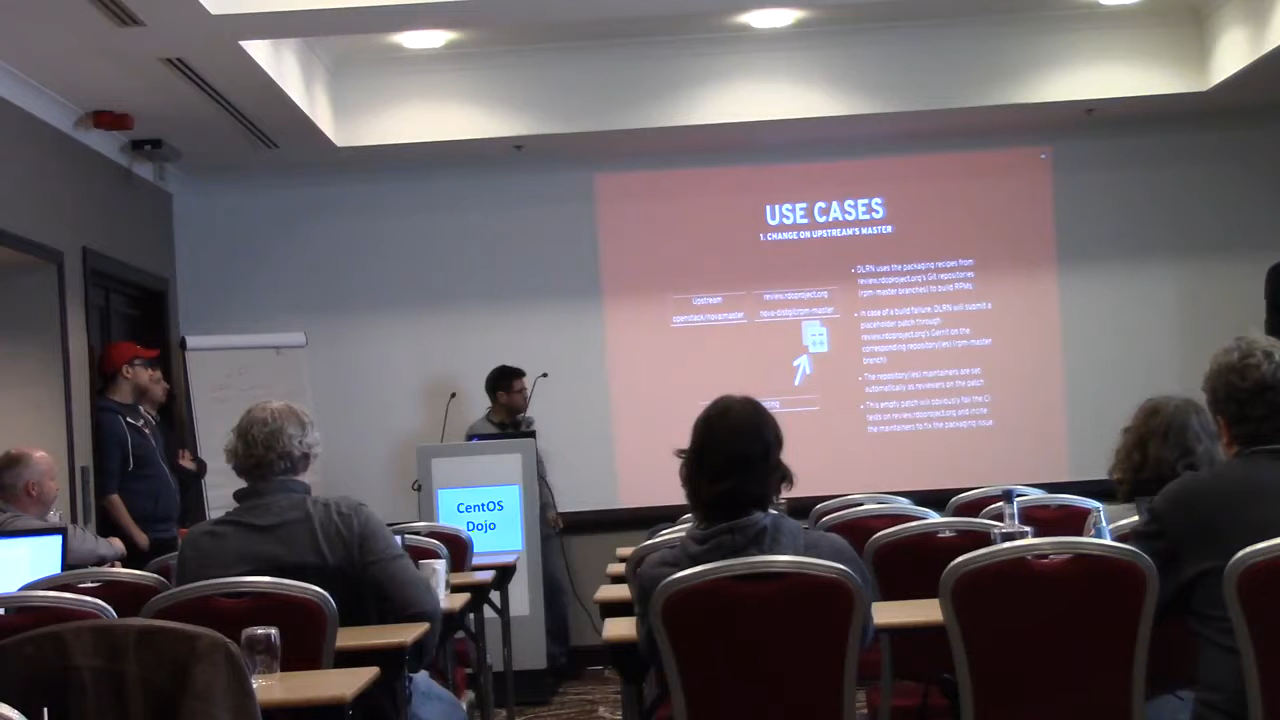 USE CASES
1. CHANGE ON UPSTREAM'S MASTER
Upstream
openstack/nova:master
review.rdoproject.org
• DLRN uses the packaging recipes from
review.rdoproject.org's Git repositories
(rpm-master branches) to build RPMs
• In case of a build failure, DLRN will submit a
placeholder patch through
review.rdoproject.org's Gerrit on the
corresponding repository(ies) (rpm-master
branch)
• The repository(ies) maintainers are set
automatically as reviewers on the patch
• This empty patch will obviously fail the CI
tests on review.rdoproject.org and incite
the maintainers to fix the packaging issue
CentOS
Dojo